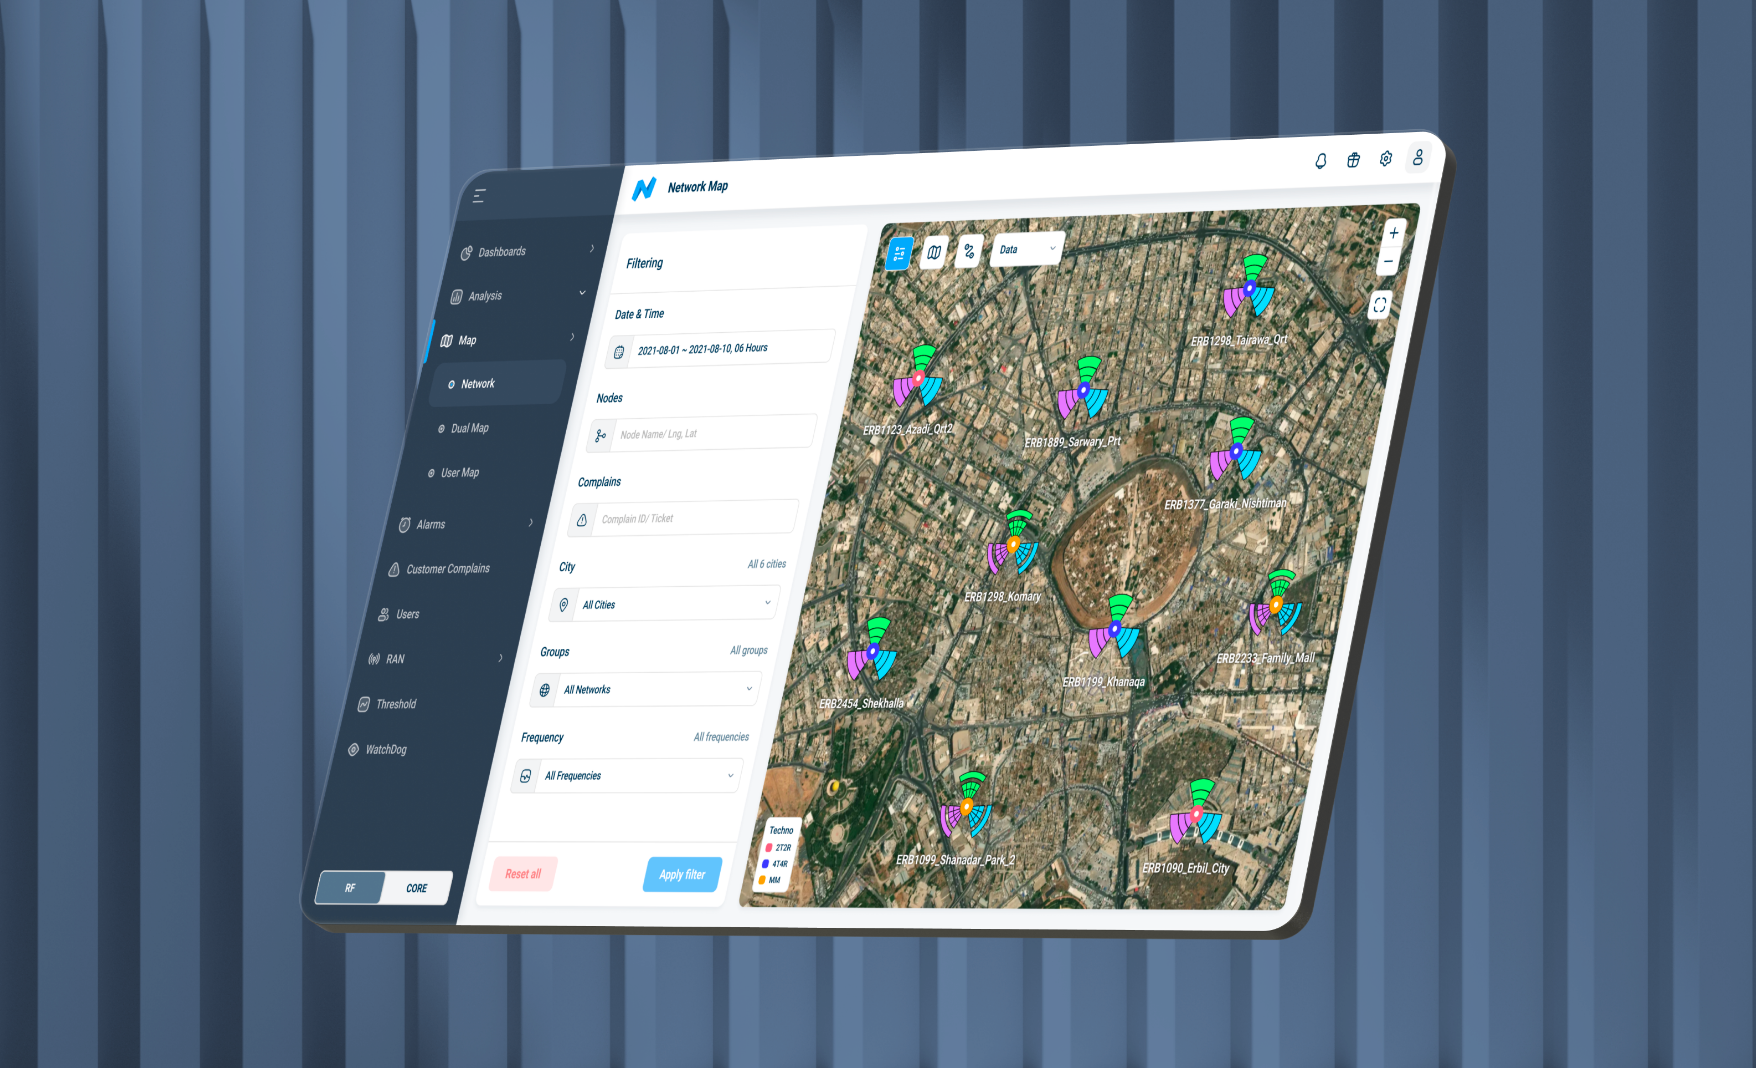 Network Map
Dashboards
Analysis
Map
Network
Dual Map
User Map
Alarms
Customer Complains
Users
RAN
Threshold
WatchDog
RF
CORE
Filtering
Date & Time
2021-08-01 ~ 2021-08-10, 06 Hours
Nodes
Node Name/ Lng, Lat
Complains
Complain ID/ Ticket
City
All 6 cities
All Cities
Groups
All groups
All Networks
Frequency
All frequencies
All Frequencies
Reset all
Apply filter
Data
ERB1298_Tairawa_Qrt
ERB1123_Azadi_Qrt2
ERB1889_Sarwary_Prt
ERB1377_Garaki_Nishtiman
ERB1298_Komary
ERB2233_Family_Mall
ERB1199_Khanaqa
ERB2454_Shekhalla
ERB1099_Shanadar_Park_2
ERB1090_Erbil_City
Techno
2T2R
4T4R
MM